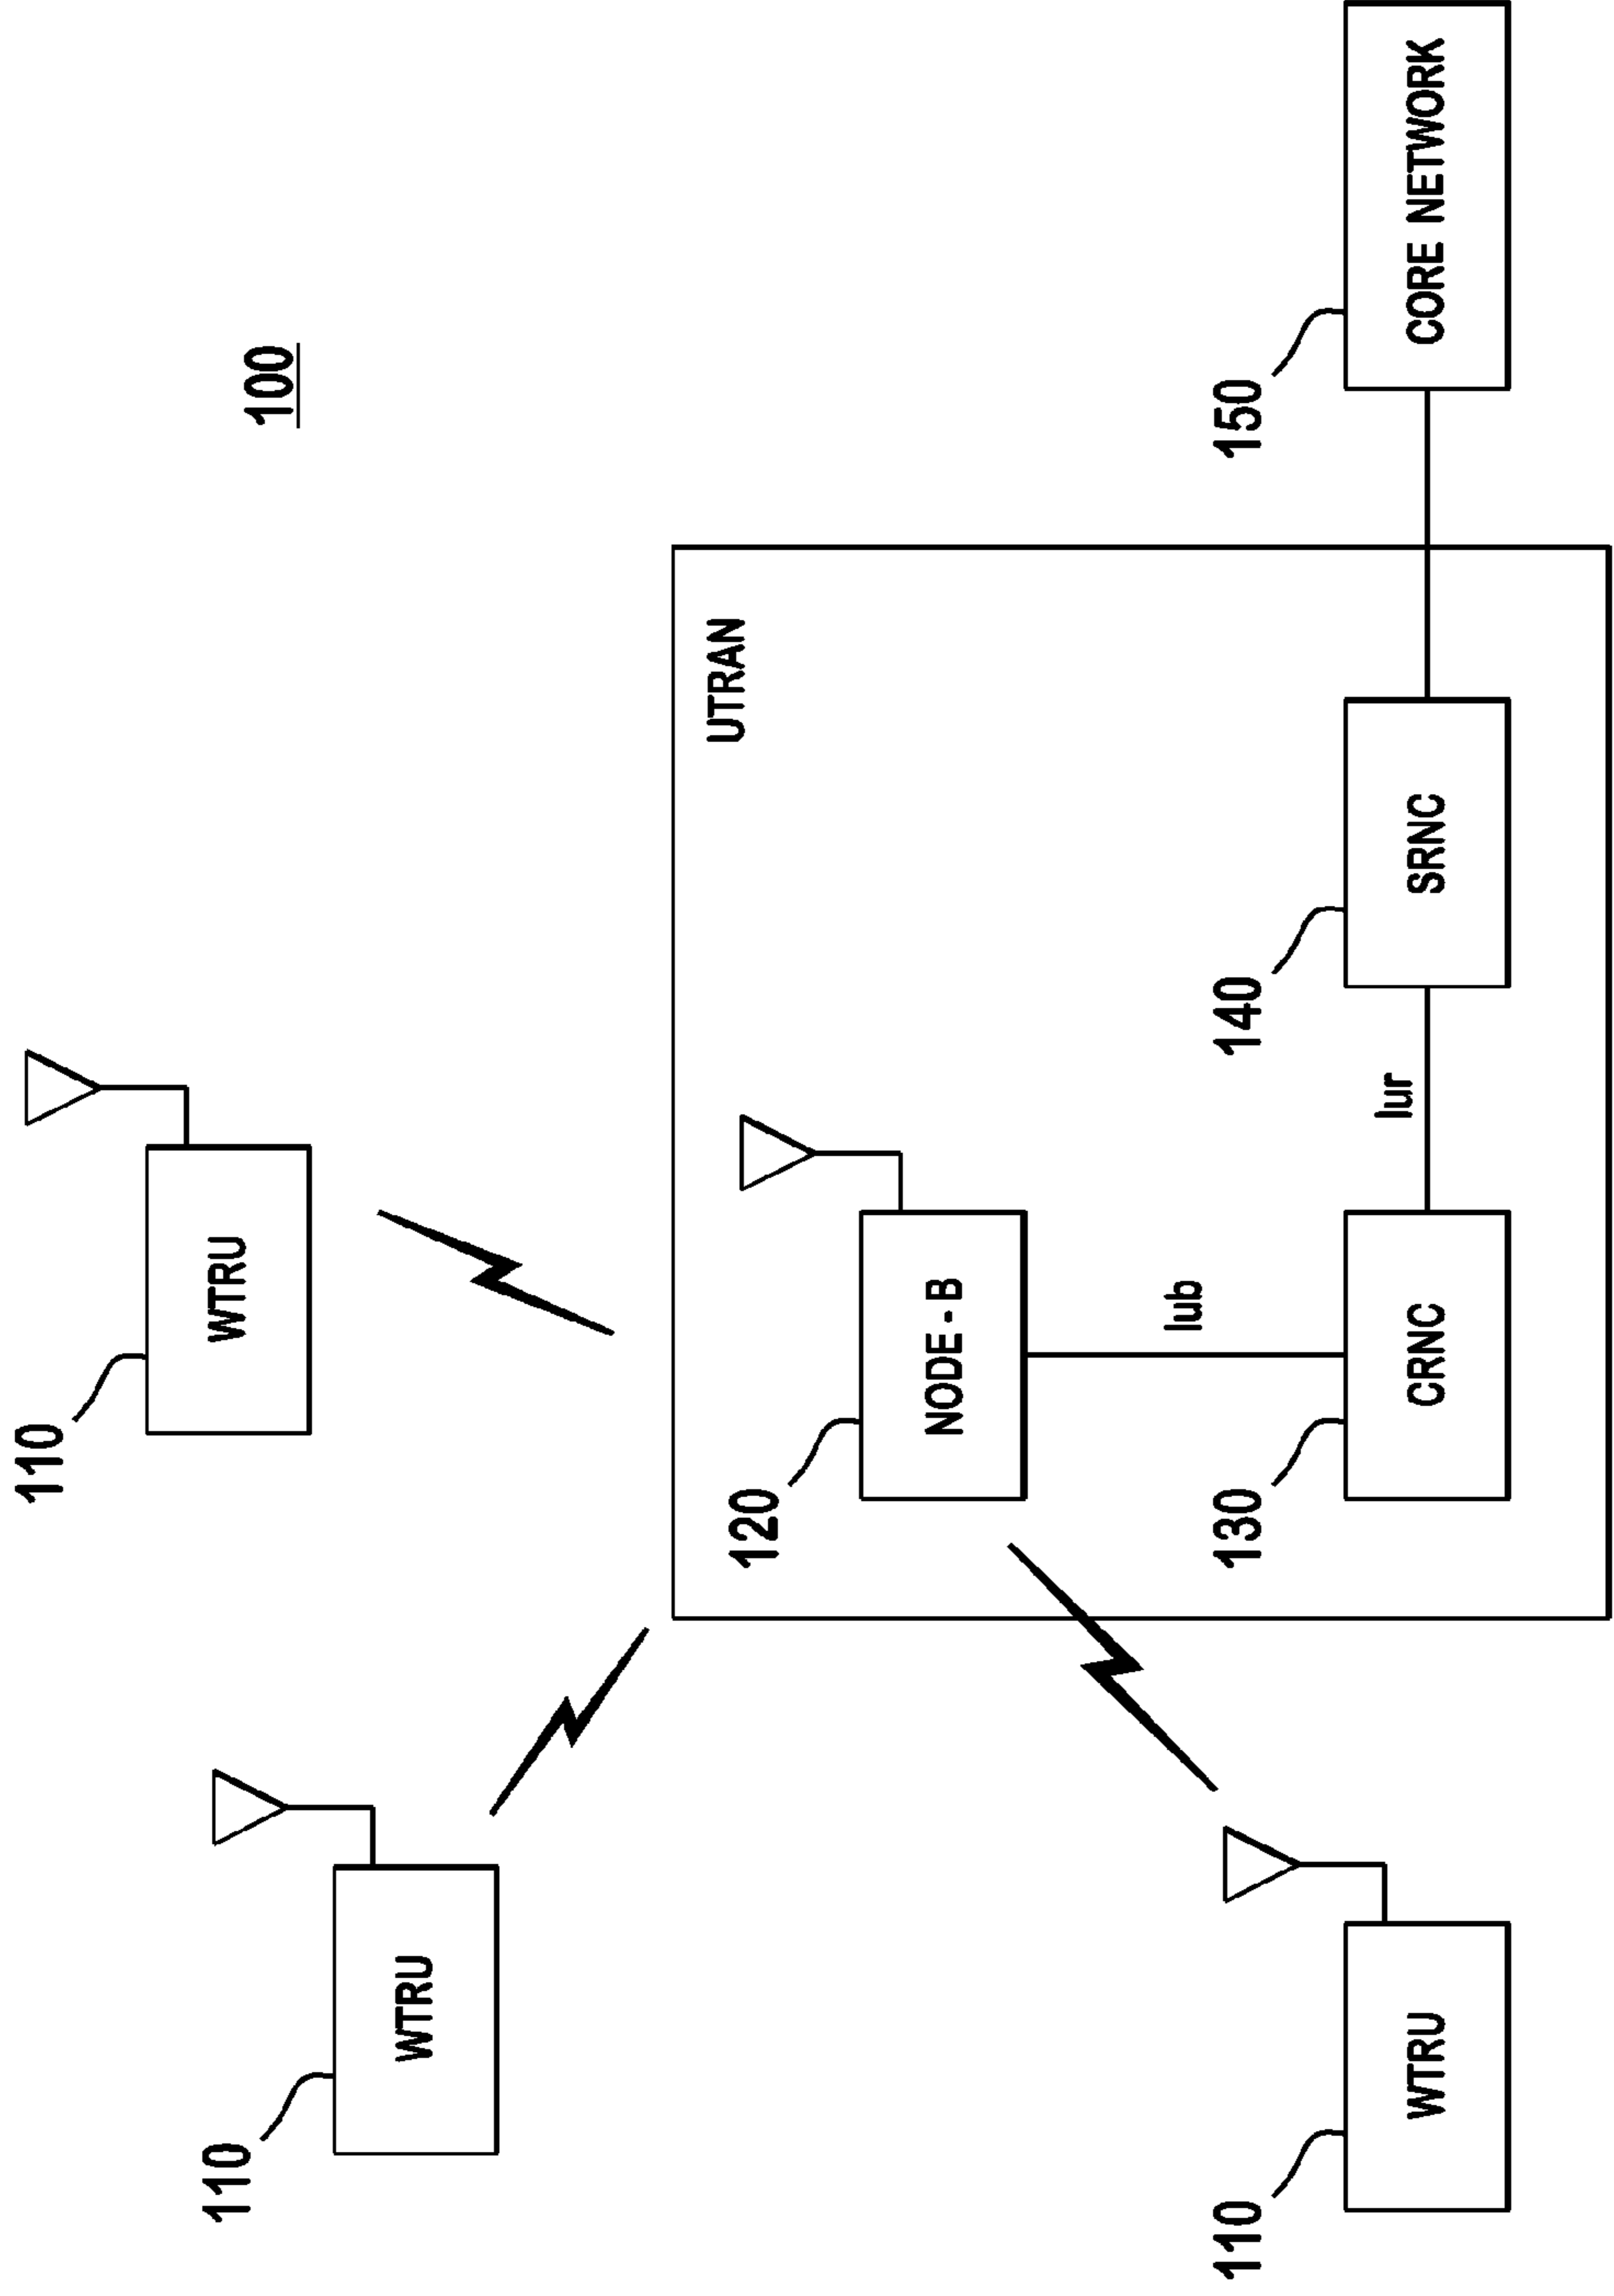 100
110
WTRU
110
WTRU
UTRAN
120
NODE - B
Iub
110
WTRU
130
CRNC
Iur
140
SRNC
150
CORE NETWORK